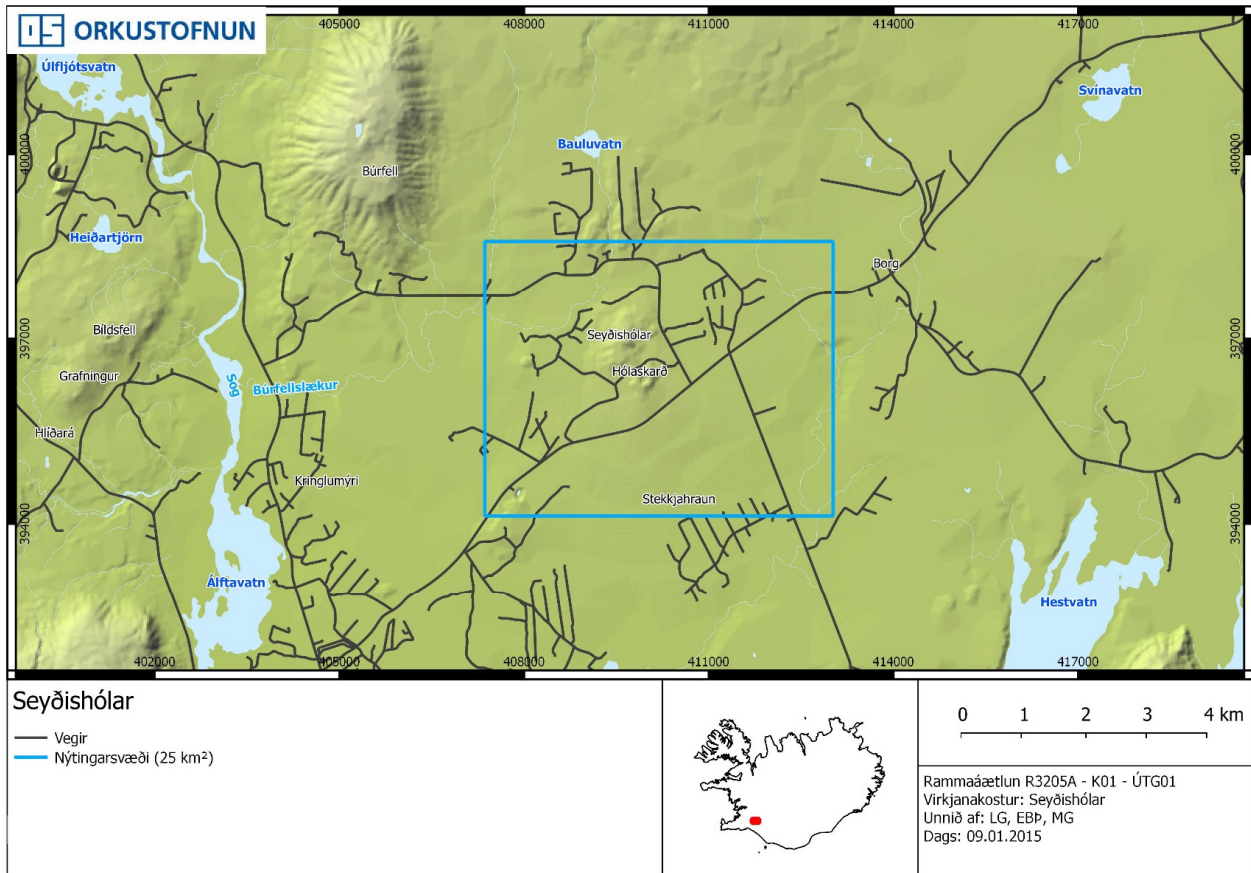 ORKUSTOFNUN
405000
408000
411000
414000
417000
Úlfljótsvatn
Svínavatn
400000
Bauluvatn
400000
Búrfell
Heiðartjörn
Borg
Bíldsfell
397000
Seyðishólar
397000
Grafningur
Sog
Búrfellslækur
Hólaskarð
Hlíðará
Kringlumýri
Stekkjahraun
394000
394000
Álftavatn
Hestvatn
402000
405000
408000
411000
414000
417000
Seyðishólar
Vegir
Nýtingarsvæði (25 km²)
0 1 2 3 4 km
Rammaáætlun R3205A - K01 - ÚTG01
Virkjanakostur: Seyðishólar
Unnið af: LG, EBÞ, MG
Dags: 09.01.2015